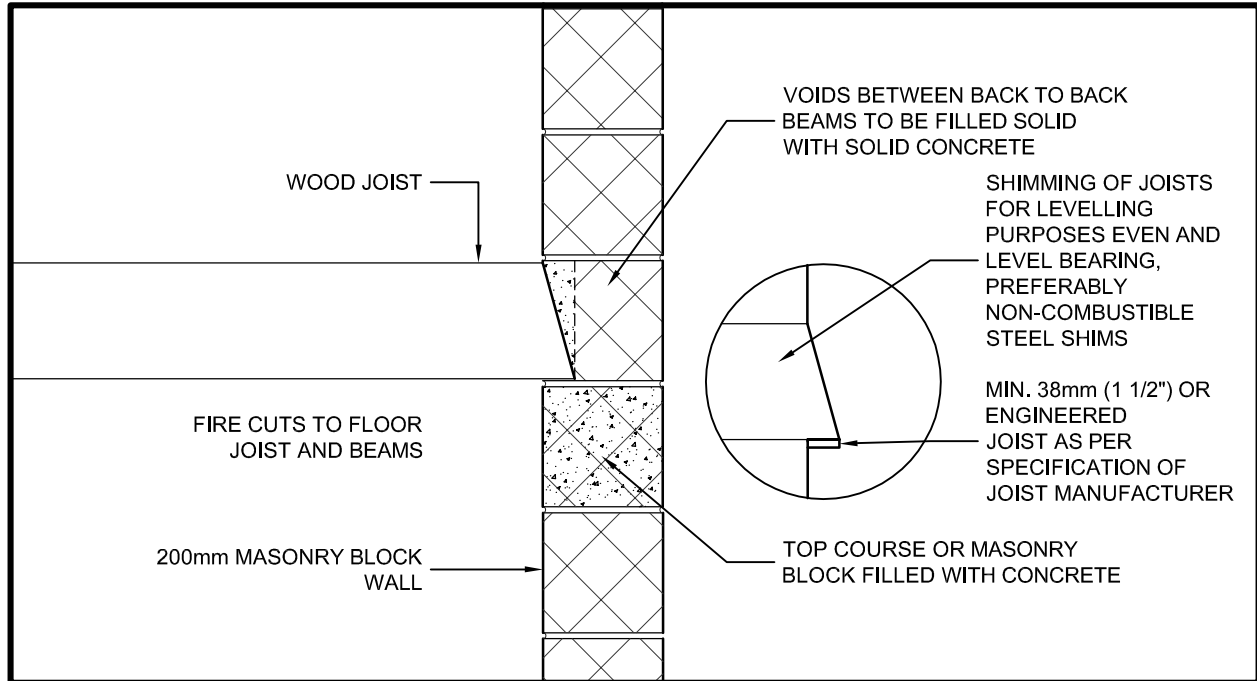 WOOD JOIST
FIRE CUTS TO FLOOR
JOIST AND BEAMS
200mm MASONRY BLOCK
WALL
VOIDS BETWEEN BACK TO BACK
BEAMS TO BE FILLED SOLID
WITH SOLID CONCRETE
SHIMMING OF JOISTS
FOR LEVELLING
PURPOSES EVEN AND
LEVEL BEARING,
PREFERABLY
NON-COMBUSTIBLE
STEEL SHIMS
MIN. 38mm (1 1/2") OR
ENGINEERED
JOIST AS PER
SPECIFICATION OF
JOIST MANUFACTURER
TOP COURSE OR MASONRY
BLOCK FILLED WITH CONCRETE